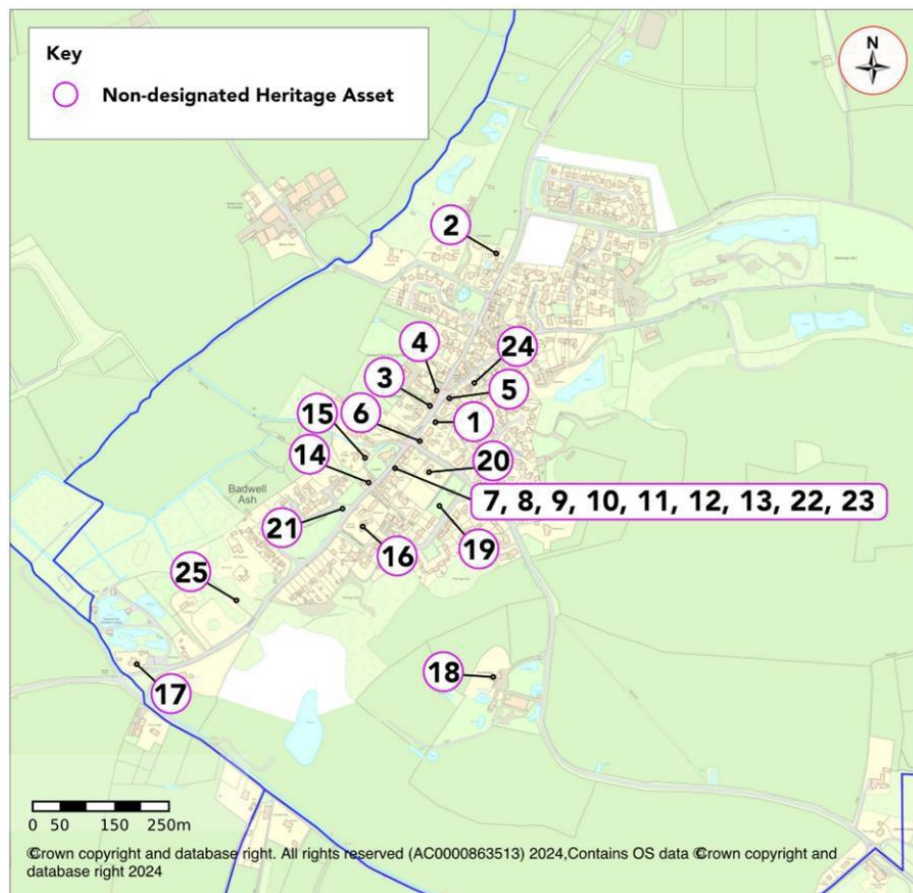 Key
Non-designated Heritage Asset
N
2
4
24
3
5
15
6
1
14
20
Badwell
Ash
7, 8, 9, 10, 11, 12, 13, 22, 23
21
16
19
25
18
17
0 50 150 250m
©rown copyright and database right. All rights reserved (AC0000863513) 2024,Contains OS data ©rown copyright and
database right 2024